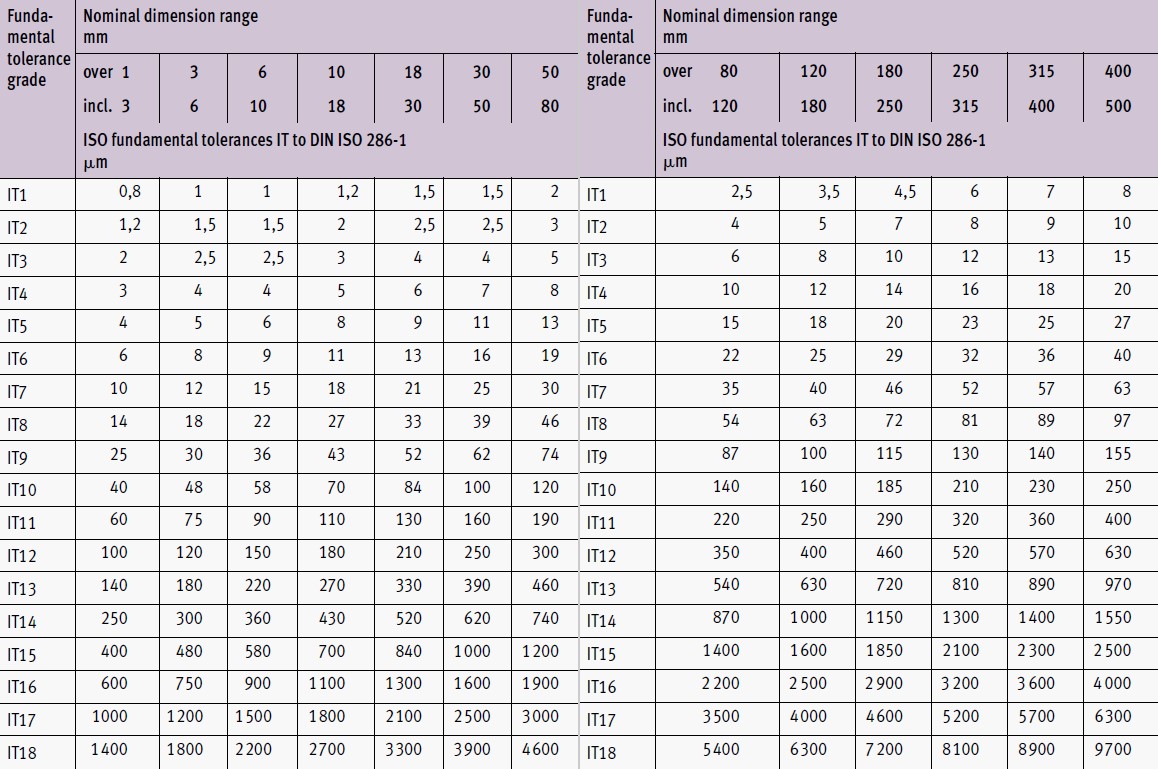 Funda-
mental
tolerance
grade
Nominal dimension range
mm
over 1 3 6 10 18 30 50
incl. 3 6 10 18 30 50 80
ISO fundamental tolerances IT to DIN ISO 286-1
μm
IT1 0,8 1 1 1,2 1,5 1,5 2
IT2 1,2 1,5 1,5 2 2,5 2,5 3
IT3 2 2,5 2,5 3 4 4 5
IT4 3 4 4 5 6 7 8
IT5 4 5 6 8 9 11 13
IT6 6 8 9 11 13 16 19
IT7 10 12 15 18 21 25 30
IT8 14 18 22 27 33 39 46
IT9 25 30 36 43 52 62 74
IT10 40 48 58 70 84 100 120
IT11 60 75 90 110 130 160 190
IT12 100 120 150 180 210 250 300
IT13 140 180 220 270 330 390 460
IT14 250 300 360 430 520 620 740
IT15 400 480 580 700 840 1000 1200
IT16 600 750 900 1100 1300 1600 1900
IT17 1000 1200 1500 1800 2100 2500 3000
IT18 1400 1800 2200 2700 3300 3900 4600
Funda-
mental
tolerance
grade
Nominal dimension range
mm
over 80 120 180 250 315 400
incl. 120 180 250 315 400 500
ISO fundamental tolerances IT to DIN ISO 286-1
μm
IT1 2,5 3,5 4,5 6 7 8
IT2 4 5 7 8 9 10
IT3 6 8 10 12 13 15
IT4 10 12 14 16 18 20
IT5 15 18 20 23 25 27
IT6 22 25 29 32 36 40
IT7 35 40 46 52 57 63
IT8 54 63 72 81 89 97
IT9 87 100 115 130 140 155
IT10 140 160 185 210 230 250
IT11 220 250 290 320 360 400
IT12 350 400 460 520 570 630
IT13 540 630 720 810 890 970
IT14 870 1000 1150 1300 1400 1550
IT15 1400 1600 1850 2100 2300 2500
IT16 2200 2500 2900 3200 3600 4000
IT17 3500 4000 4600 5200 5700 6300
IT18 5400 6300 7200 8100 8900 9700